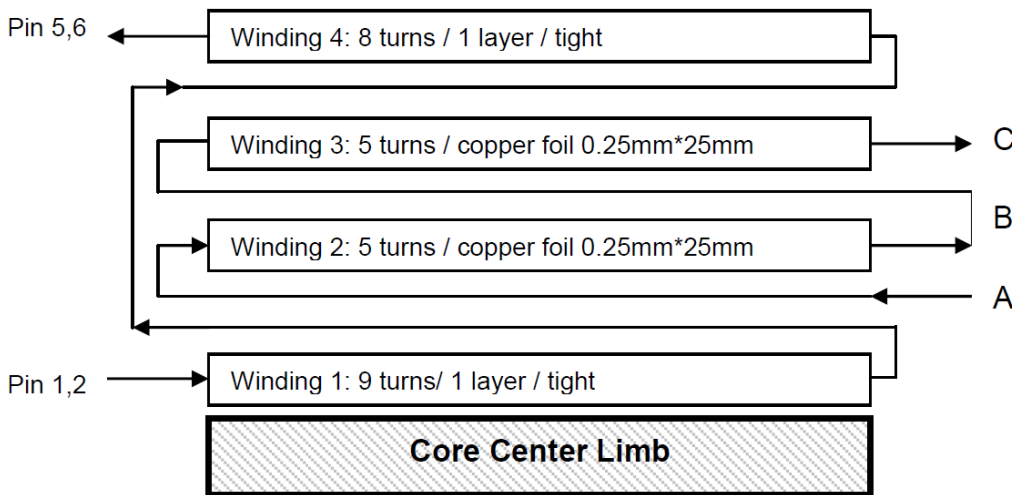 Pin 5,6
Winding 4: 8 turns / 1 layer / tight
Winding 3: 5 turns / copper foil 0.25mm*25mm
C
B
Winding 2: 5 turns / copper foil 0.25mm*25mm
A
Pin 1,2
Winding 1: 9 turns/ 1 layer / tight
Core Center Limb